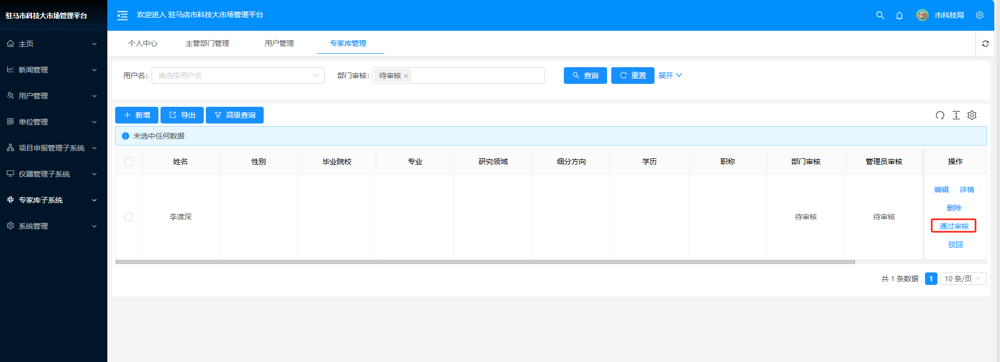 驻马市科技大市场管理平台
欢迎进入 驻马店市科技大市场管理平台
市科技局
主页
新闻管理
用户管理
单位管理
项目申报管理子系统
仪器管理子系统
专家库子系统
系统管理
个人中心 主管部门管理 用户管理 专家库管理
用户名: 请选择用户名 部门审核: 待审核 × 查询 重置 展开
新增 导出 高级查询
未选中任何数据
姓名 性别 毕业院校 专业 研究领域 细分方向 学历 职称 部门审核 管理员审核 操作
李渡深 待审核 待审核
编辑 详情
删除
通过审核
驳回
共 1 条数据 1 10 条/页